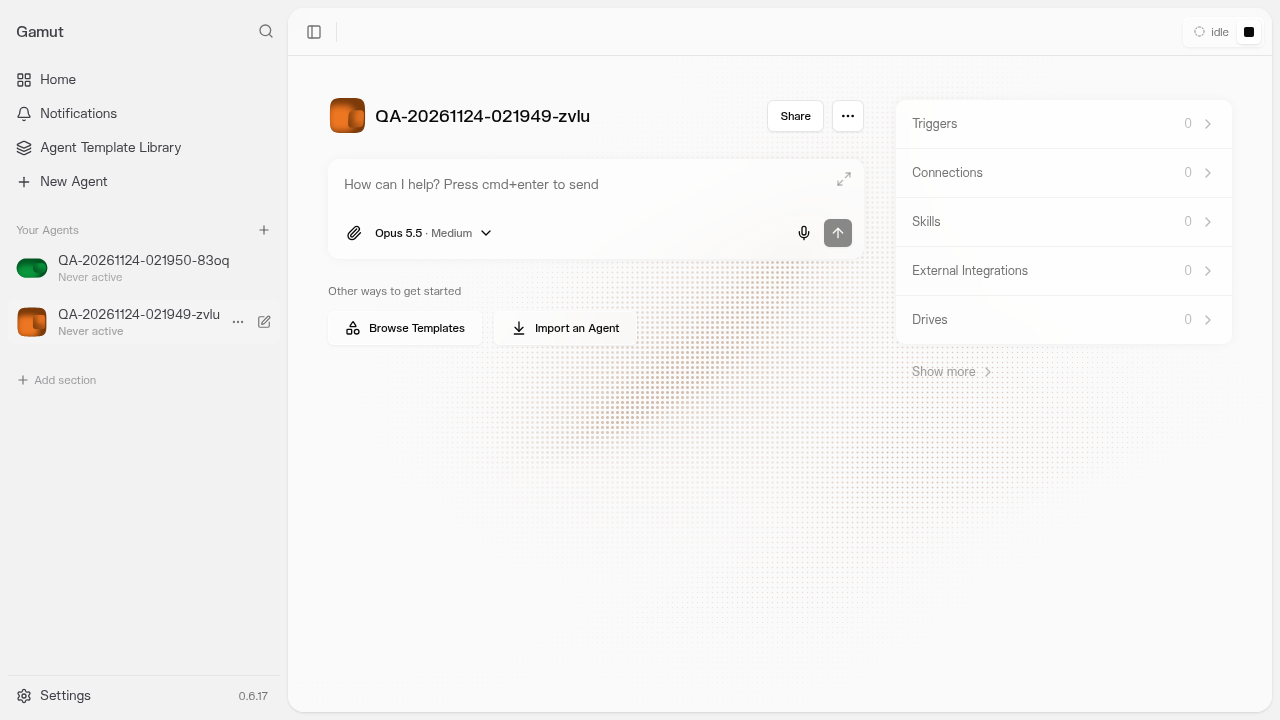 Gamut
Home
Notifications
Agent Template Library
New Agent
Your Agents
QA-20261124-021950-83oq
Never active
QA-20261124-021949-zvlu
Never active
Add section
Settings
0.6.17
idle
QA-20261124-021949-zvlu
Share
How can I help? Press cmd+enter to send
Opus 5.5 · Medium
Other ways to get started
Browse Templates
Import an Agent
Triggers 0
Connections 0
Skills 0
External Integrations 0
Drives 0
Show more